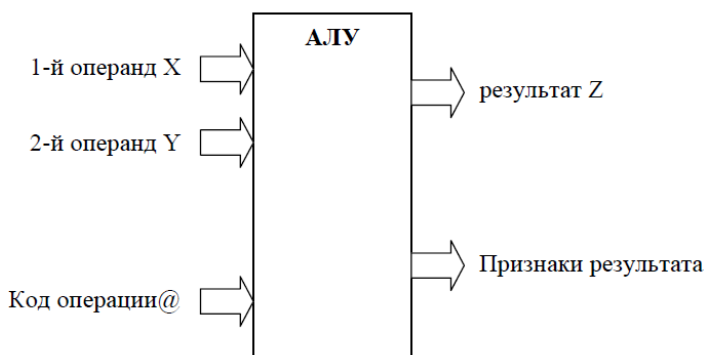 АЛУ
1-й операнд X
результат Z
2-й операнд Y
Признаки результата
Код операции@